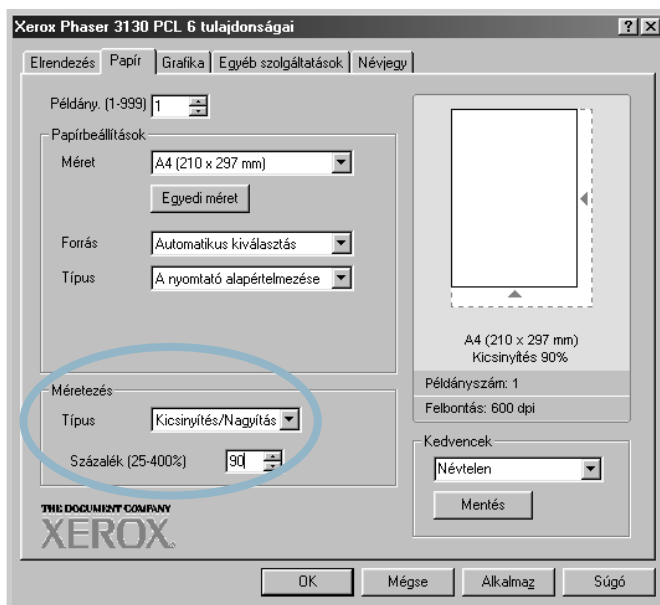 Xerox Phaser 3130 PCL 6 tulajdonságai
Elrendezés Papír Grafika Egyéb szolgáltatások Névjegy
Példány. (1-999) 1
Papírbeállítások
Méret A4 (210 x 297 mm)
Egyedi méret
Forrás Automatikus kiválasztás
Típus A nyomtató alapértelmezése
A4 (210 x 297 mm)
Kicsinyítés 90%
Példányszám: 1
Felbontás: 600 dpi
Méretezés
Típus Kicsinyítés/Nagyítás
Százalék (25-400%) 90
Kedvencek
Névtelen
Mentés
THE DOCUMENT COMPANY
XEROX
OK Mégse Alkalmaz Súgó